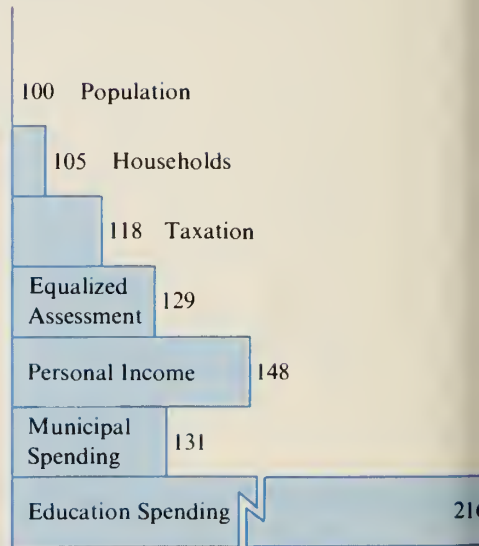 100 Population
105 Households
118 Taxation
Equalized
Assessment 129
Personal Income 148
Municipal
Spending 131
Education Spending